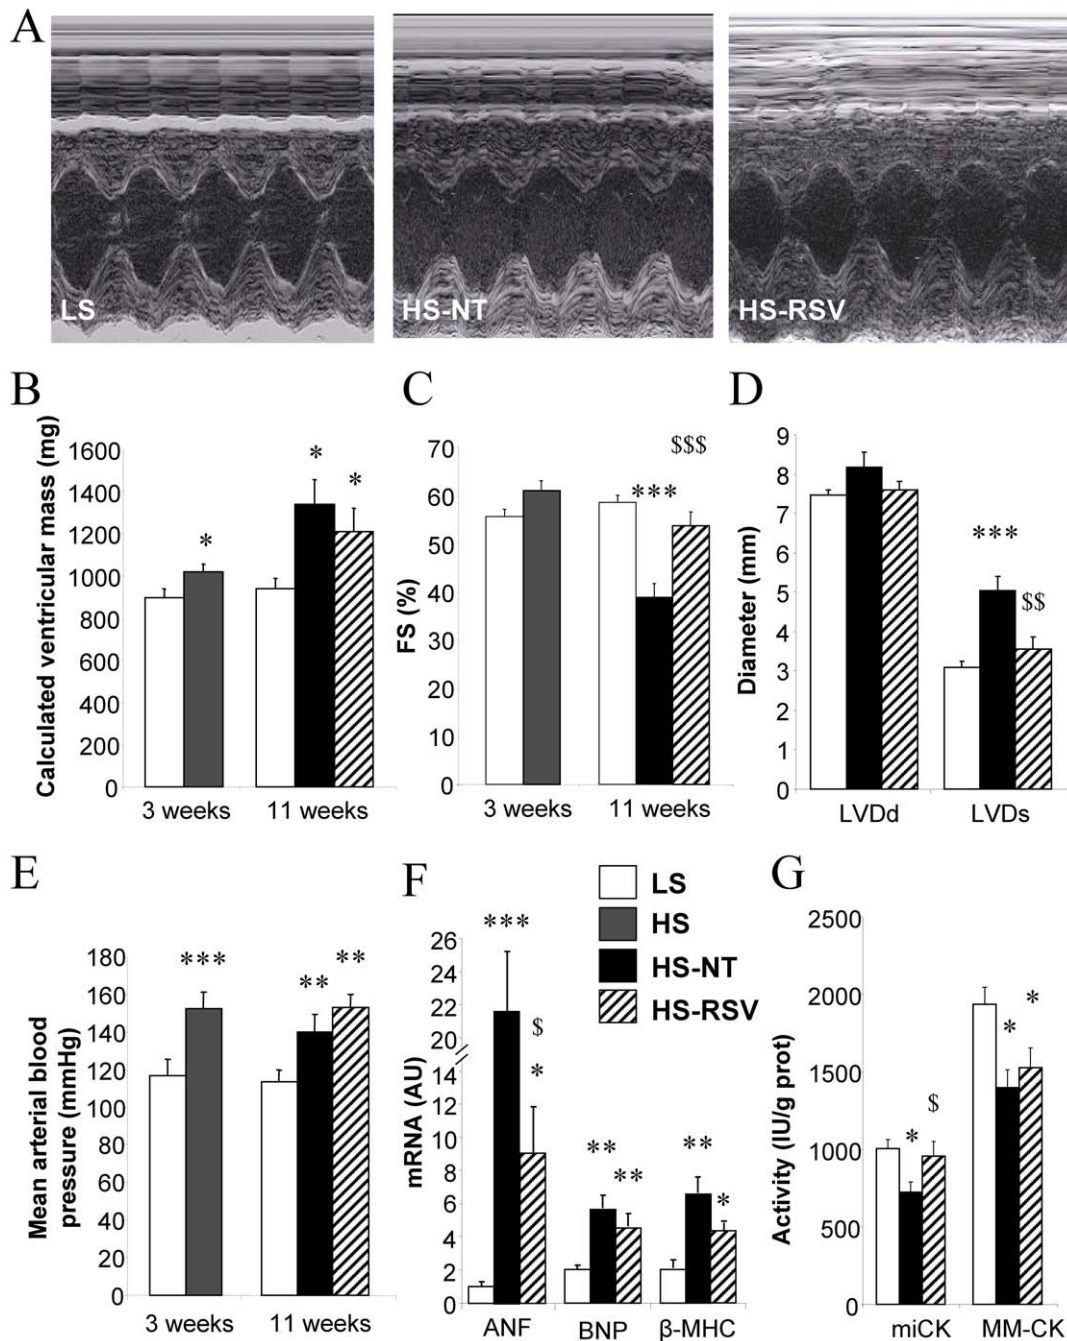 A
LS
HS-NT
HS-RSV
B
Calculated ventricular mass (mg)
1600
1400
1200
1000
800
600
400
200
0
*
*
*
3 weeks
11 weeks
C
FS (%)
70
60
50
40
30
20
10
0
***
$$$
3 weeks
11 weeks
D
Diameter (mm)
9
8
7
6
5
4
3
2
1
0
***
$$
LVDd
LVDs
E
Mean arterial blood
pressure (mmHg)
180
160
140
120
100
80
60
40
20
0
***
**
**
3 weeks
11 weeks
F
mRNA (AU)
26
24
22
20
14
12
10
8
6
4
2
0
***
$
*
**
**
**
*
ANF
BNP
β-MHC
LS
HS
HS-NT
HS-RSV
G
Activity (IU/g prot)
2500
2000
1500
1000
500
0
*
$
*
*
miCK
MM-CK